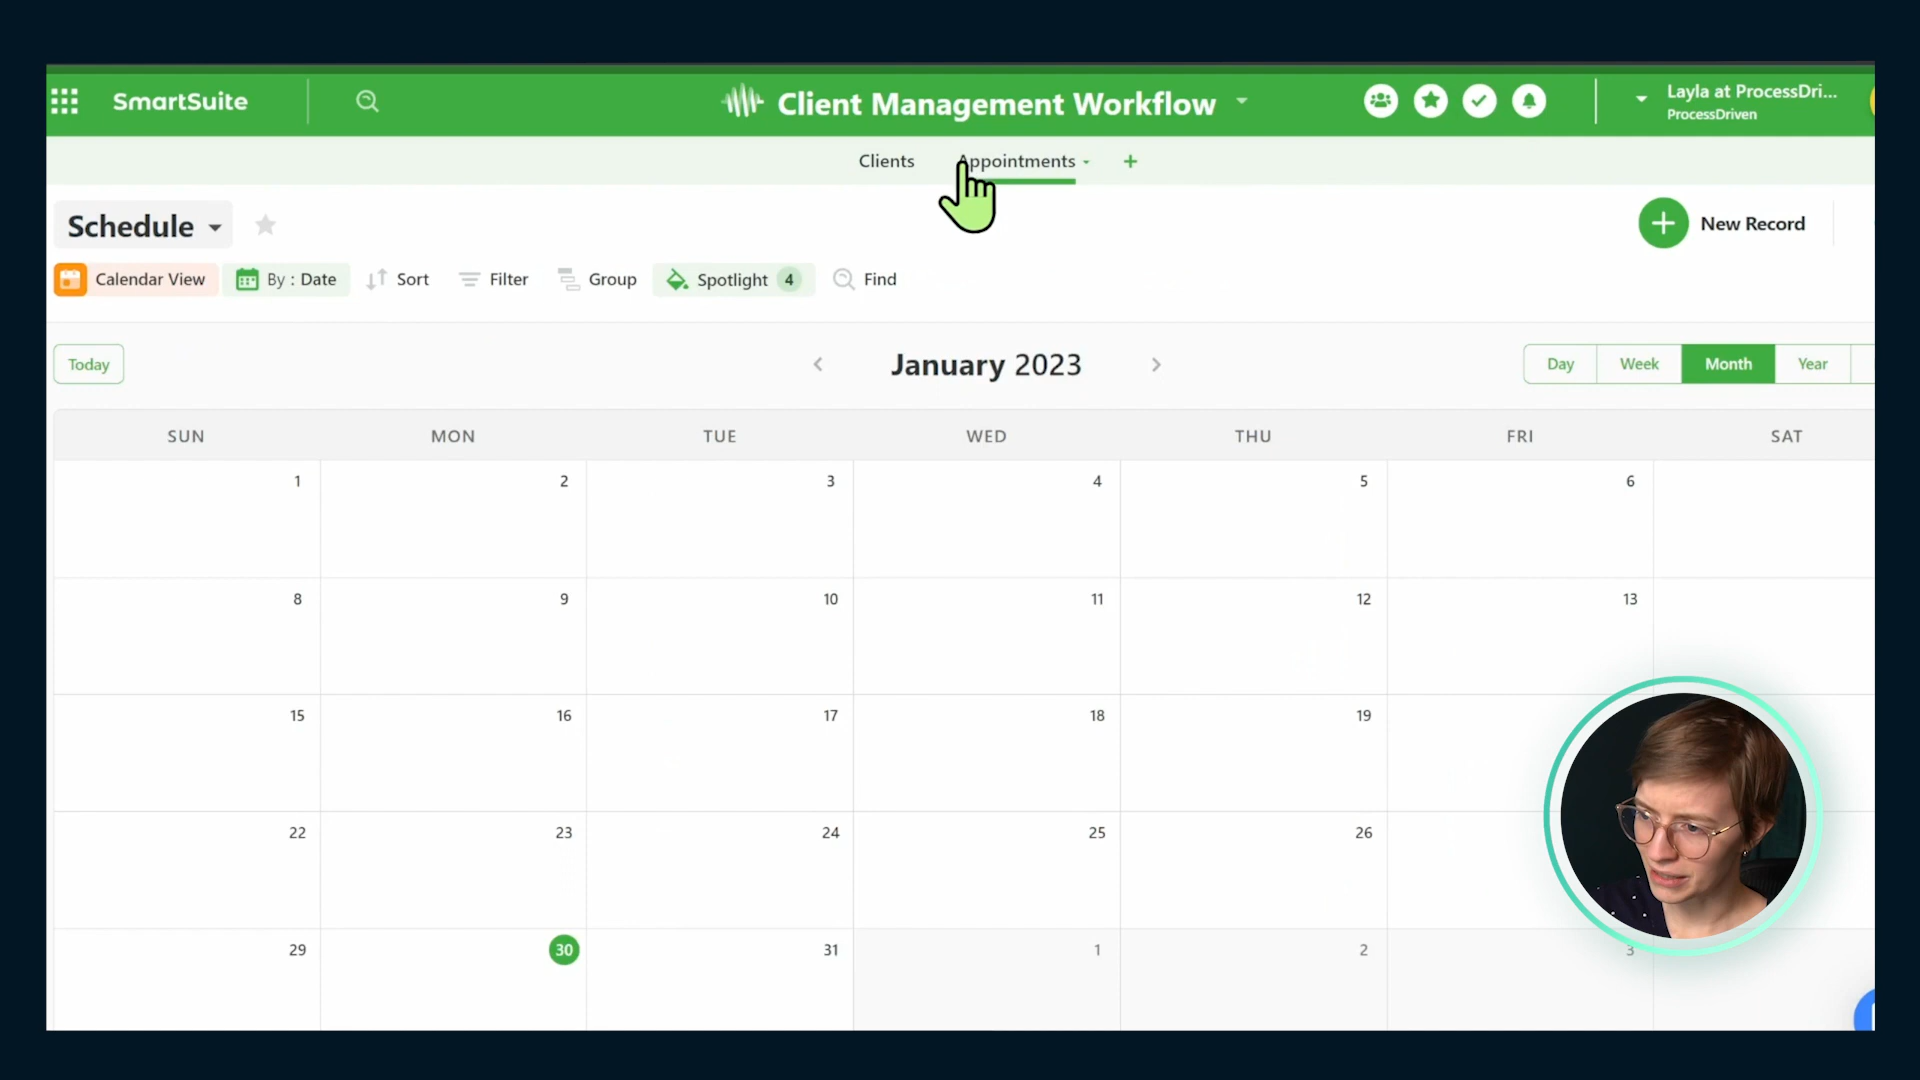 SmartSuite
Client Management Workflow
Layla at ProcessDri...
ProcessDriven
Clients
Appointments
+
Schedule
New Record
Calendar View
By : Date
Sort
Filter
Group
Spotlight 4
Find
Today
January 2023
Day
Week
Month
Year
SUN MON TUE WED THU FRI SAT
1 2 3 4 5 6
8 9 10 11 12 13
15 16 17 18 19
22 23 24 25 26
29 30 31 1 2 3